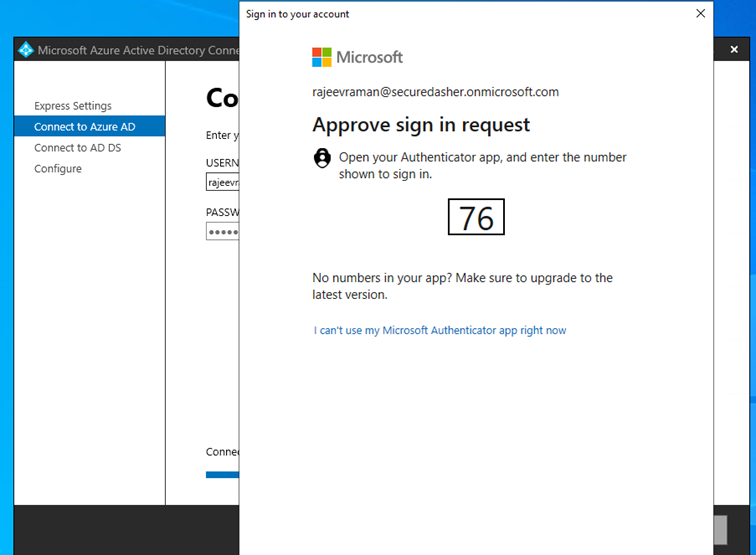 Sign in to your account
Microsoft Azure Active Directory Conne
Microsoft
rajeevraman@securedasher.onmicrosoft.com
Express Settings
Connect to Azure AD
Connect to AD DS
Configure
Co
Enter y
USERN
rajeevra
PASSW
Approve sign in request
Open your Authenticator app, and enter the number
shown to sign in.
76
No numbers in your app? Make sure to upgrade to the
latest version.
I can't use my Microsoft Authenticator app right now
Connec